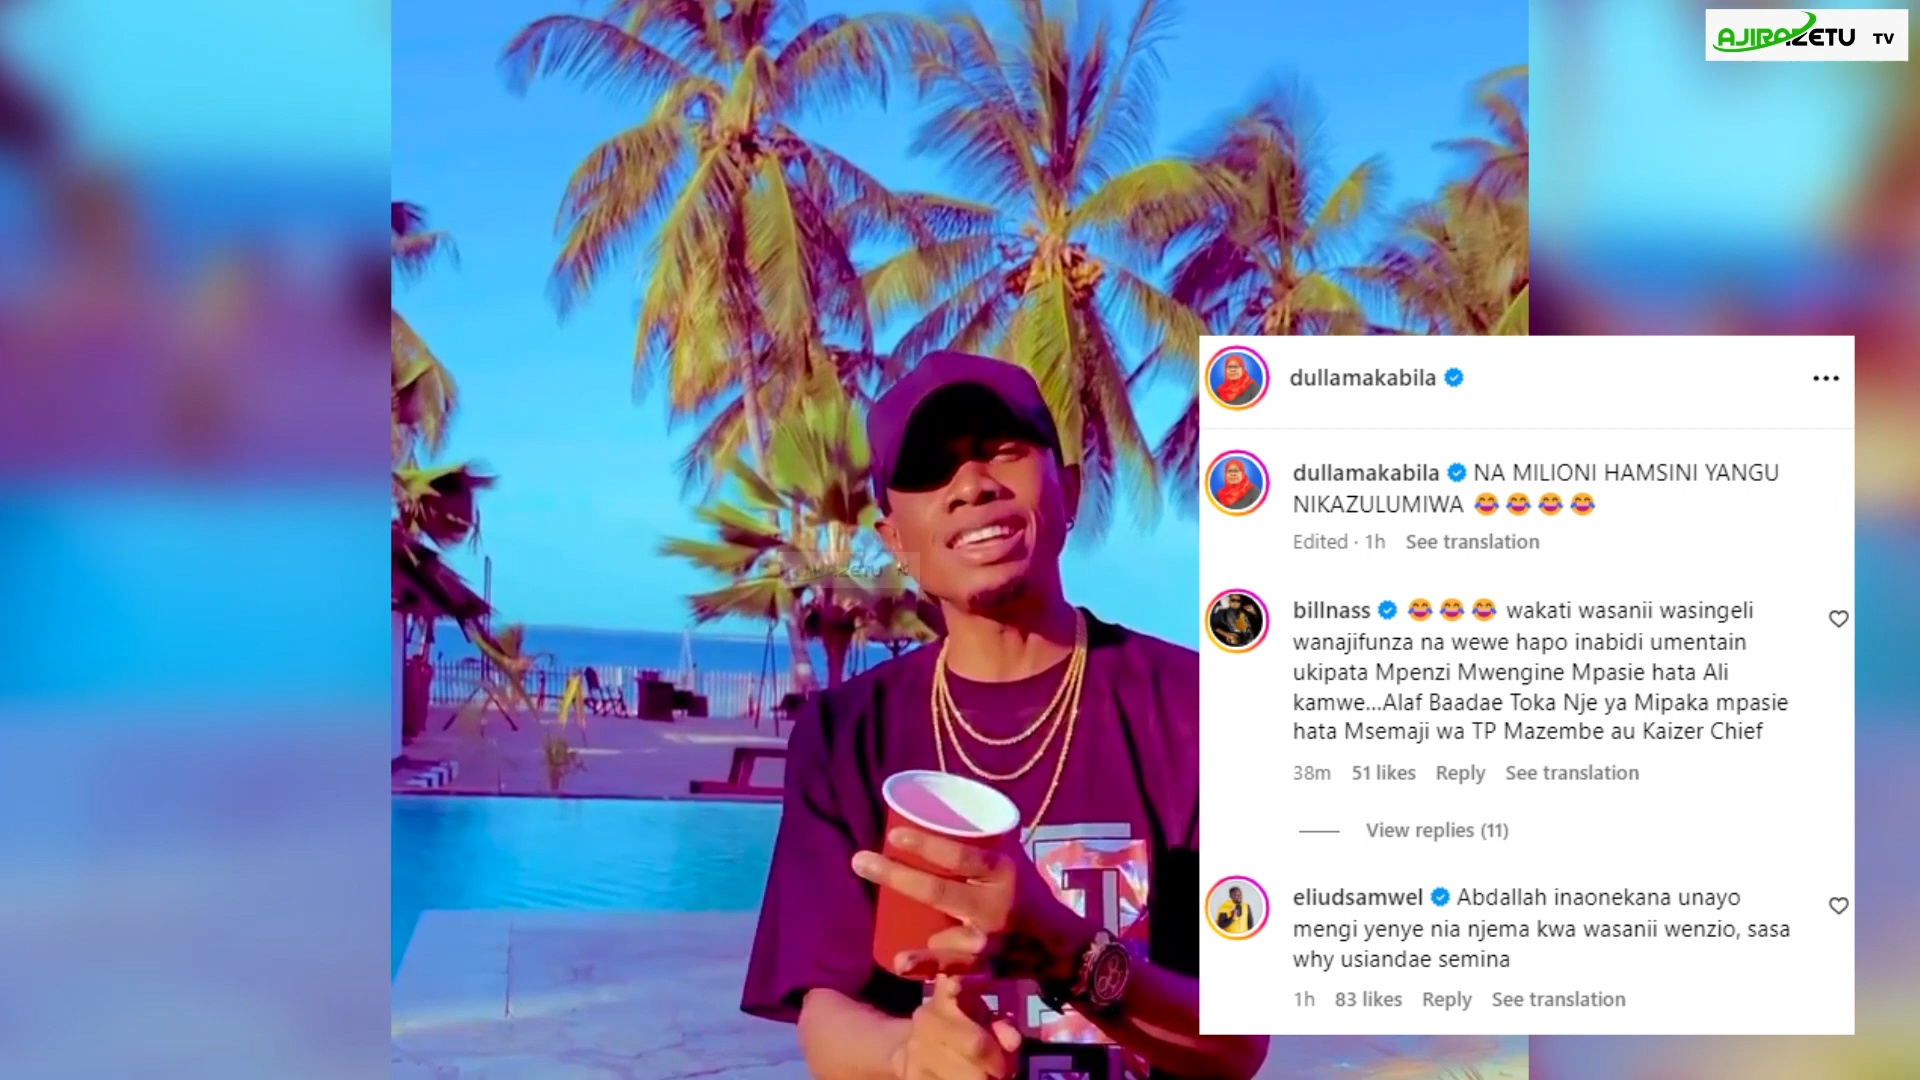 AJIRAZETU TV
dullamakabila
dullamakabila NA MILIONI HAMSINI YANGU
NIKAZULUMIWA 😂😂😂😂
Edited · 1h See translation
billnass 😂😂😂 wakati wasanii wasingeli
wanajifunza na wewe hapo inabidi umentain
ukipata Mpenzi Mwengine Mpasie hata Ali
kamwe...Alaf Baadae Toka Nje ya Mipaka mpasie
hata Msemaji wa TP Mazembe au Kaizer Chief
38m 51 likes Reply See translation
View replies (11)
eliudsamwel Abdallah inaonekana unayo
mengi yenye nia njema kwa wasanii wenzio, sasa
why usiandae semina
1h 83 likes Reply See translation